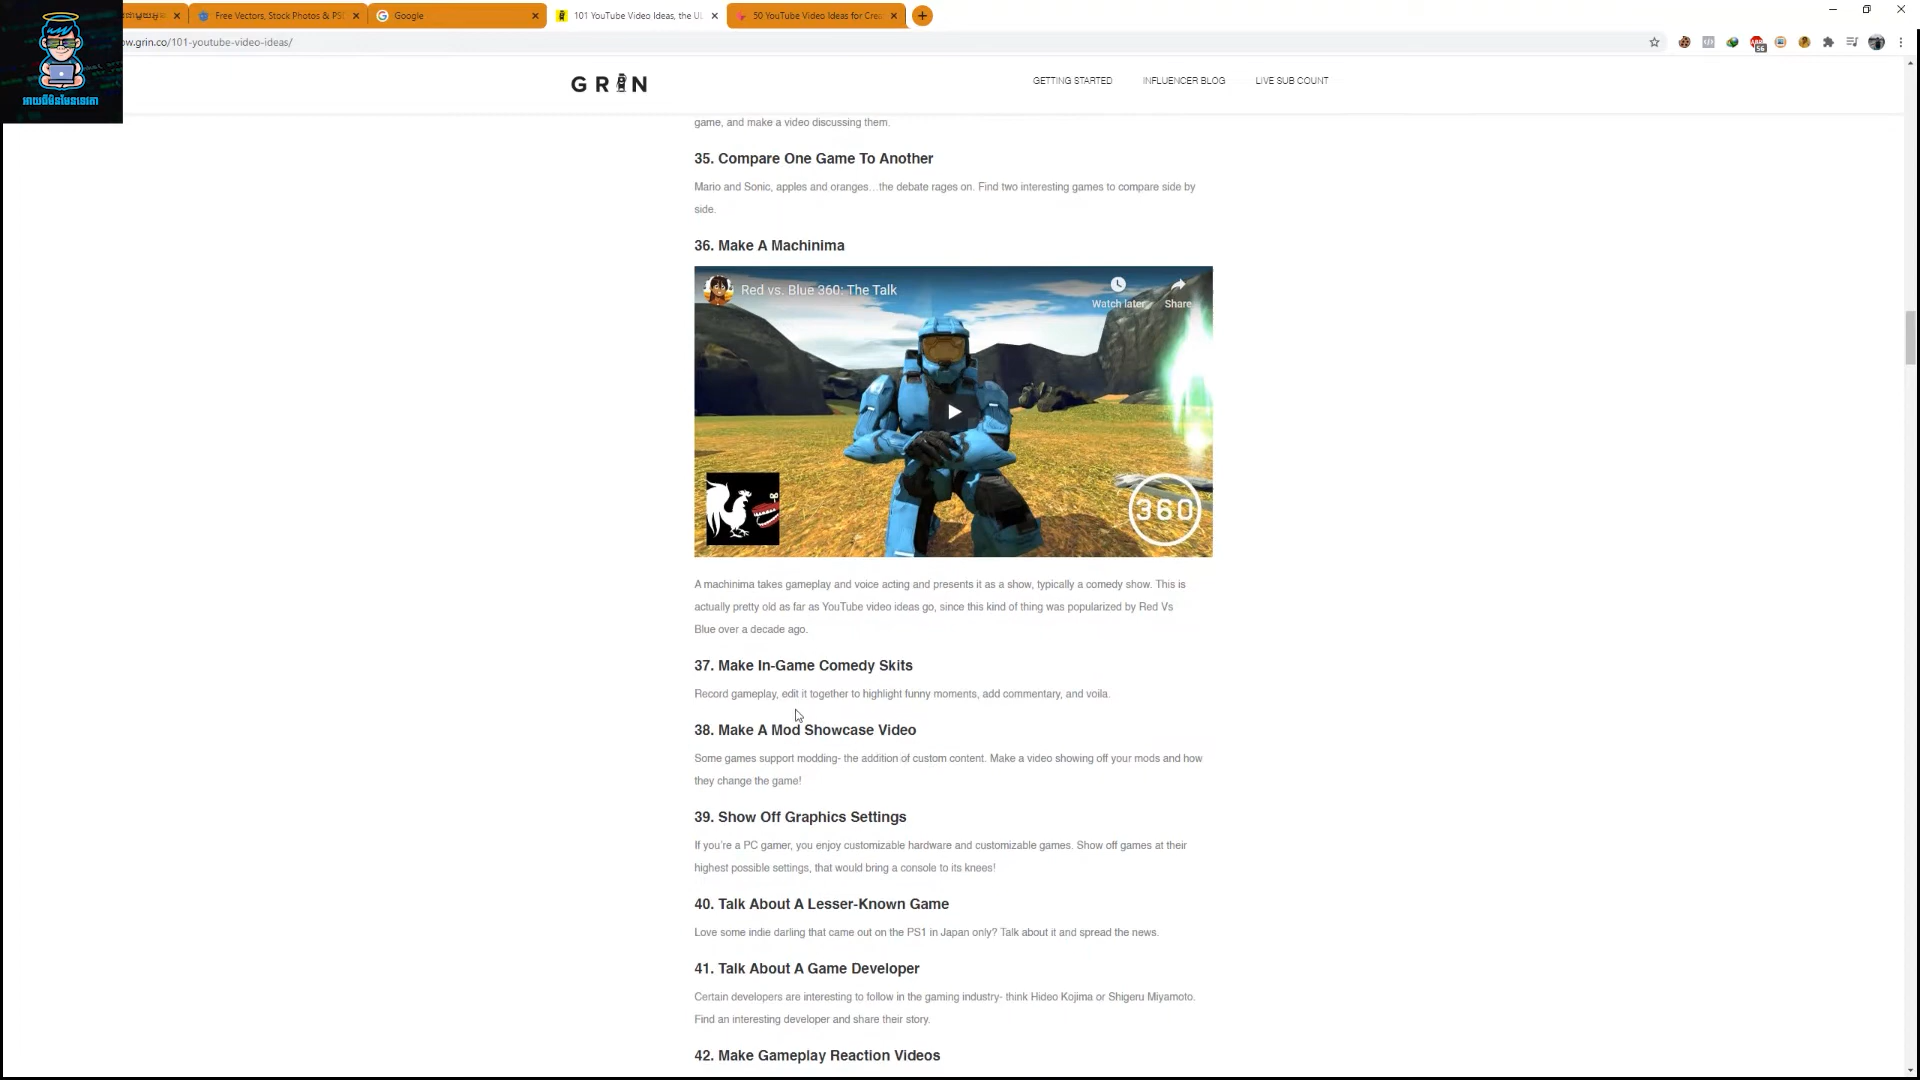 Free Vectors, Stock Photos & PS
Google
101 YouTube Video Ideas, the Ul
50 YouTube Video Ideas for Crea
ow.grin.co/101-youtube-video-ideas/
56
GRIN
GETTING STARTED
INFLUENCER BLOG
LIVE SUB COUNT
game, and make a video discussing them.
35. Compare One Game To Another
Mario and Sonic, apples and oranges…the debate rages on. Find two interesting games to compare side by
side.
36. Make A Machinima
Red vs. Blue 360: The Talk
Watch later
Share
360
A machinima takes gameplay and voice acting and presents it as a show, typically a comedy show. This is
actually pretty old as far as YouTube video ideas go, since this kind of thing was popularized by Red Vs
Blue over a decade ago.
37. Make In-Game Comedy Skits
Record gameplay, edit it together to highlight funny moments, add commentary, and voila.
38. Make A Mod Showcase Video
Some games support modding- the addition of custom content. Make a video showing off your mods and how
they change the game!
39. Show Off Graphics Settings
If you're a PC gamer, you enjoy customizable hardware and customizable games. Show off games at their
highest possible settings, that would bring a console to its knees!
40. Talk About A Lesser-Known Game
Love some indie darling that came out on the PS1 in Japan only? Talk about it and spread the news.
41. Talk About A Game Developer
Certain developers are interesting to follow in the gaming industry- think Hideo Kojima or Shigeru Miyamoto.
Find an interesting developer and share their story.
42. Make Gameplay Reaction Videos